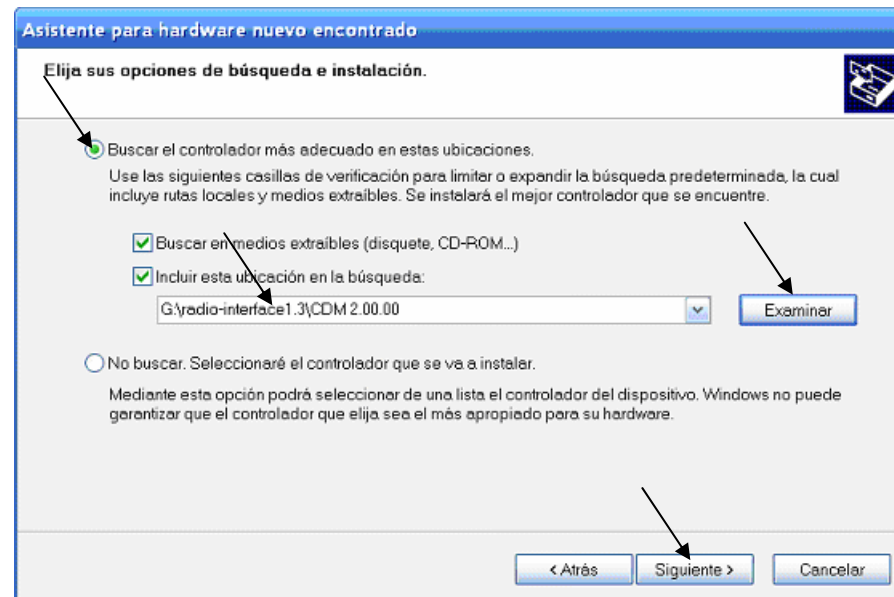 Asistente para hardware nuevo encontrado
Elija sus opciones de búsqueda e instalación.
Buscar el controlador más adecuado en estas ubicaciones.
Use las siguientes casillas de verificación para limitar o expandir la búsqueda predeterminada, la cual
incluye rutas locales y medios extraíbles. Se instalará el mejor controlador que se encuentre.
Buscar en medios extraíbles (disquete, CD-ROM...)
Incluir esta ubicación en la búsqueda:
G:\radio-interface1.3\CDM 2.00.00
Examinar
No buscar. Seleccionaré el controlador que se va a instalar.
Mediante esta opción podrá seleccionar de una lista el controlador del dispositivo. Windows no puede
garantizar que el controlador que elija sea el más apropiado para su hardware.
< Atrás Siguiente > Cancelar